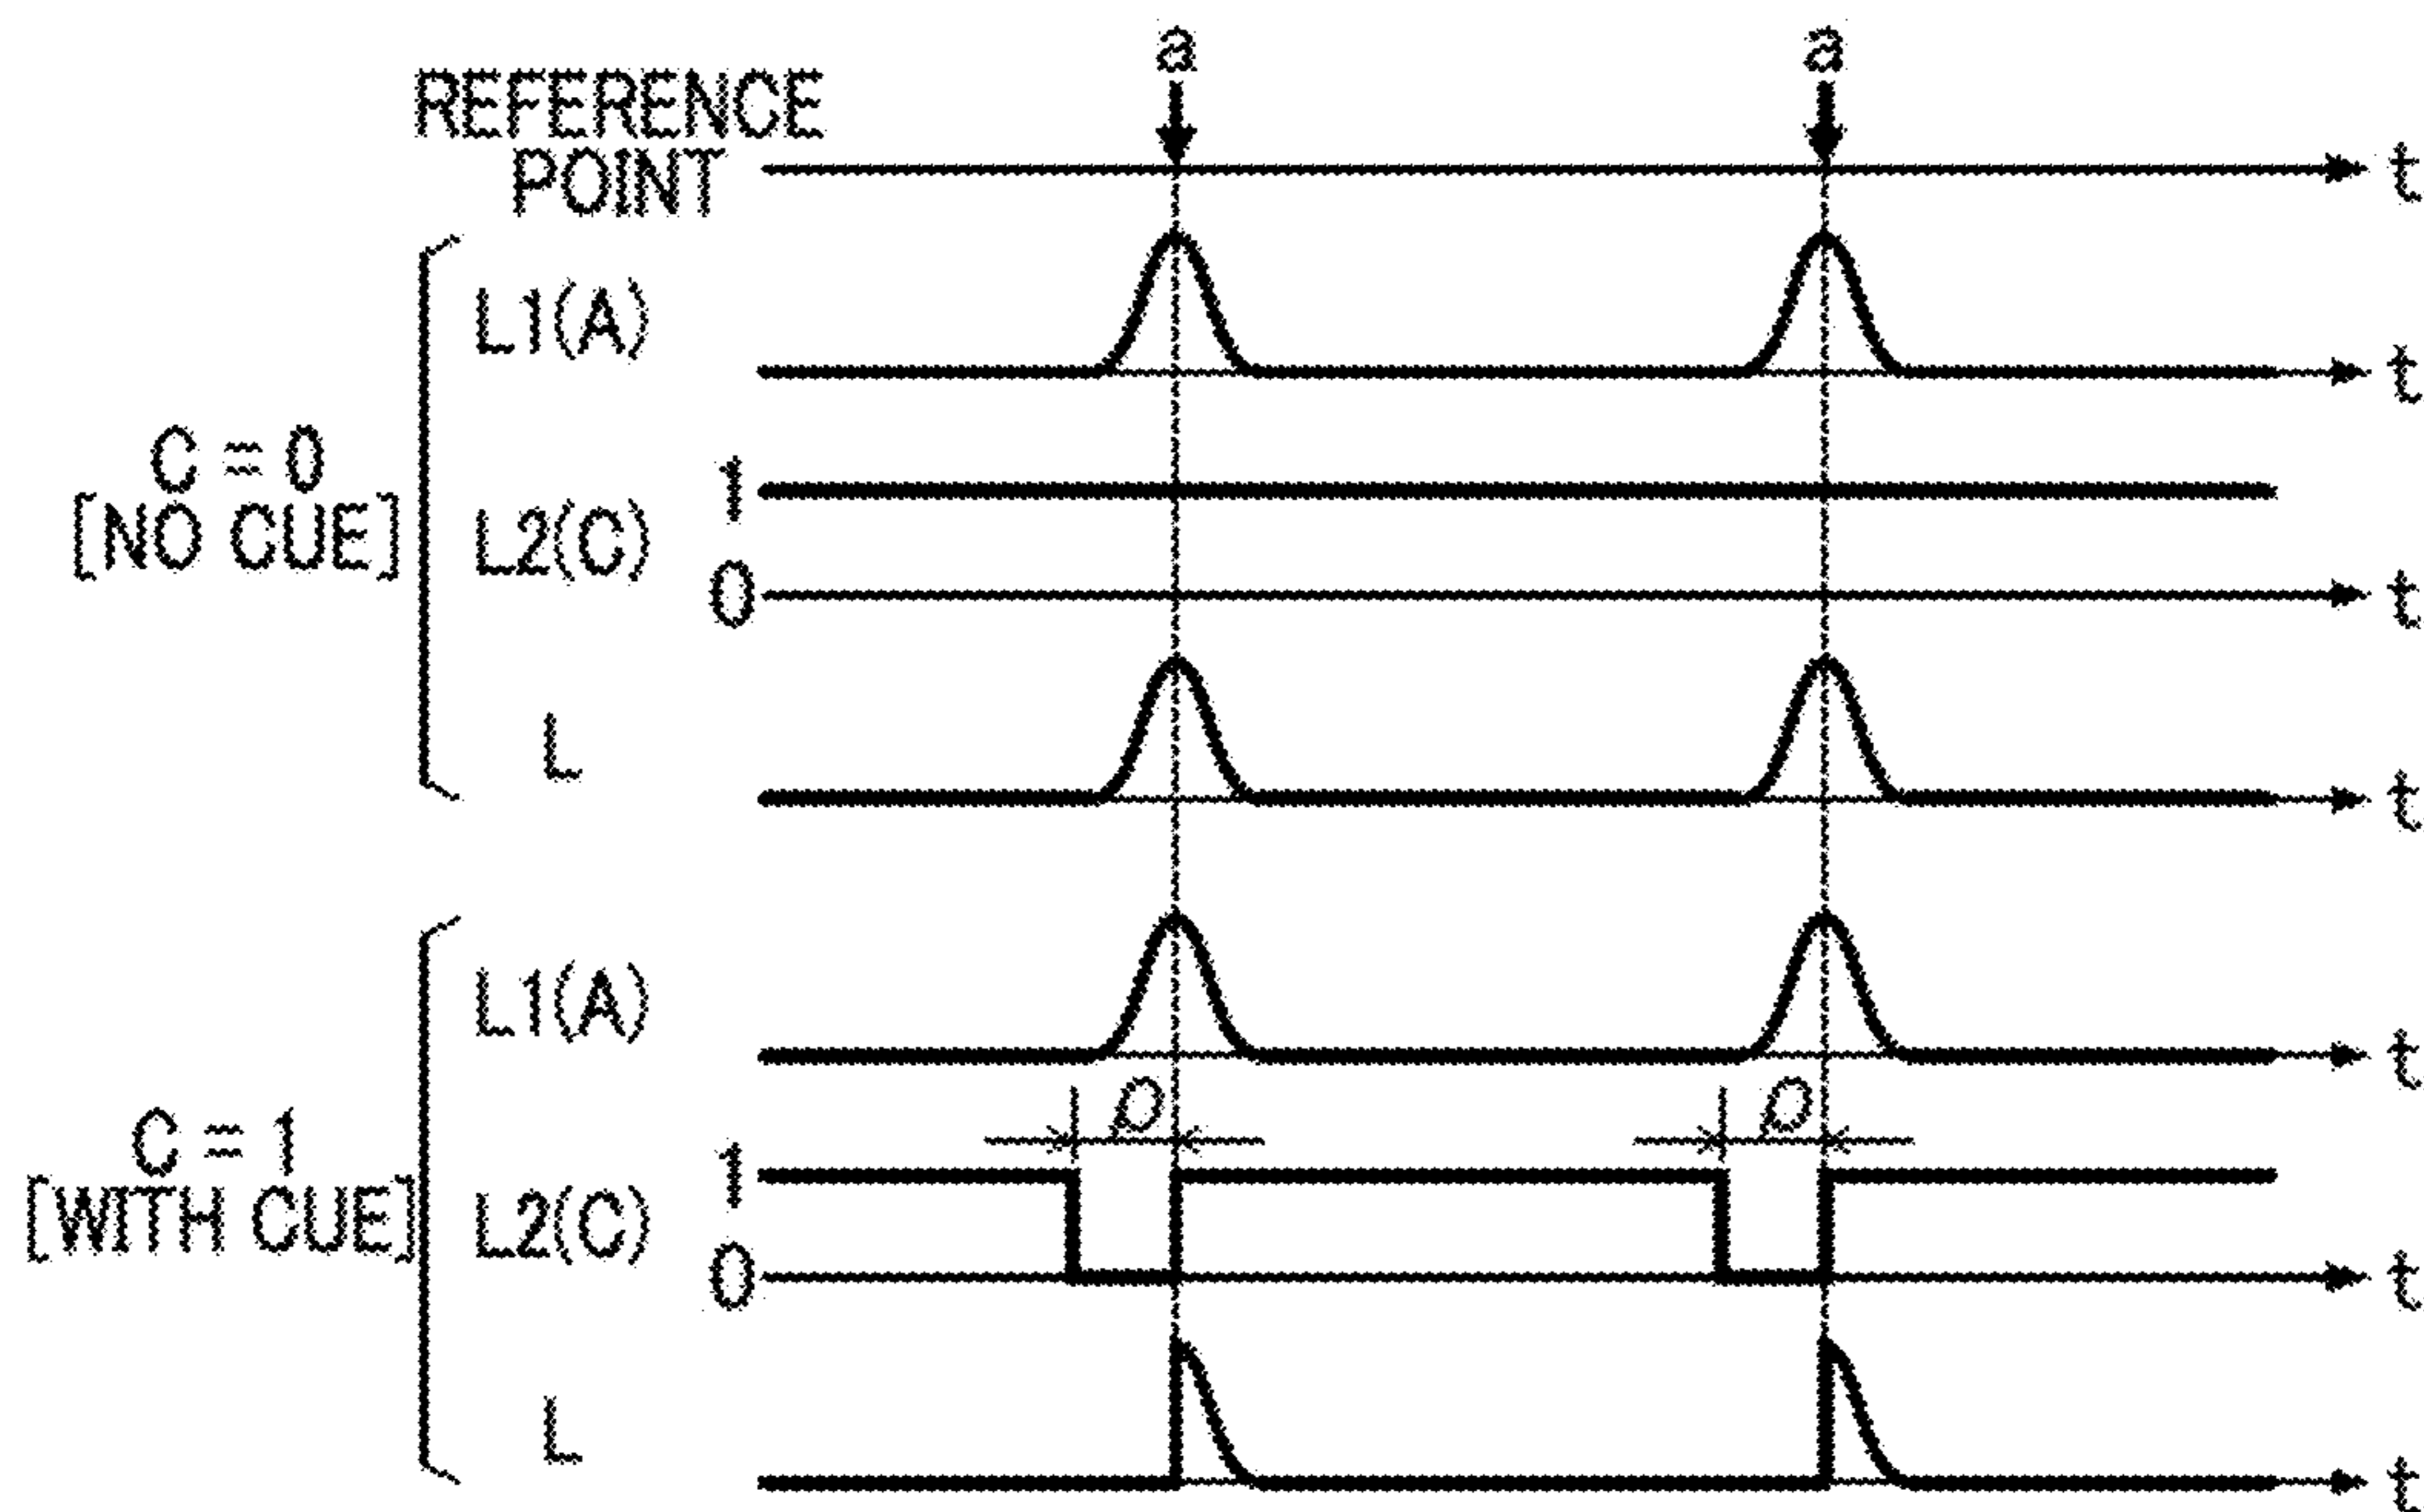 a a
REFERENCE
POINT t
L1(A) t
C = 0
[NO CUE]
1
L2(C)
0 t
L t
L1(A) t
ρ ρ
C = 1
[WITH CUE]
1
L2(C)
0 t
L t